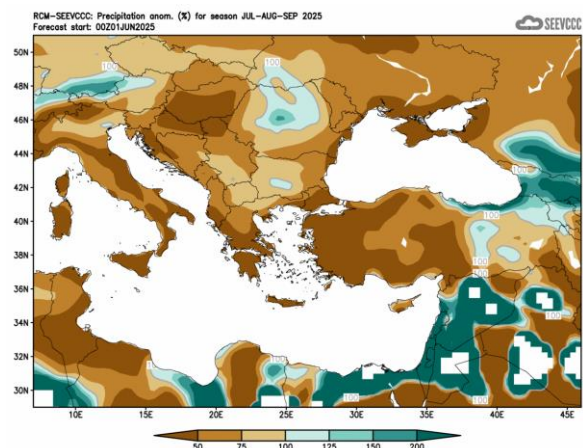 RCM-SEEVCCC: Precipitation anom. (%) for season JUL-AUG-SEP 2025
Forecast start: 00Z01JUN2025
SEEVCCC
50N
100
48N
46N
44N
42N
100
40N
38N
100
100
36N
34N
100
32N
30N
100
100
10E 15E 20E 25E 30E 35E 40E 45E
50 75 100 125 150 200